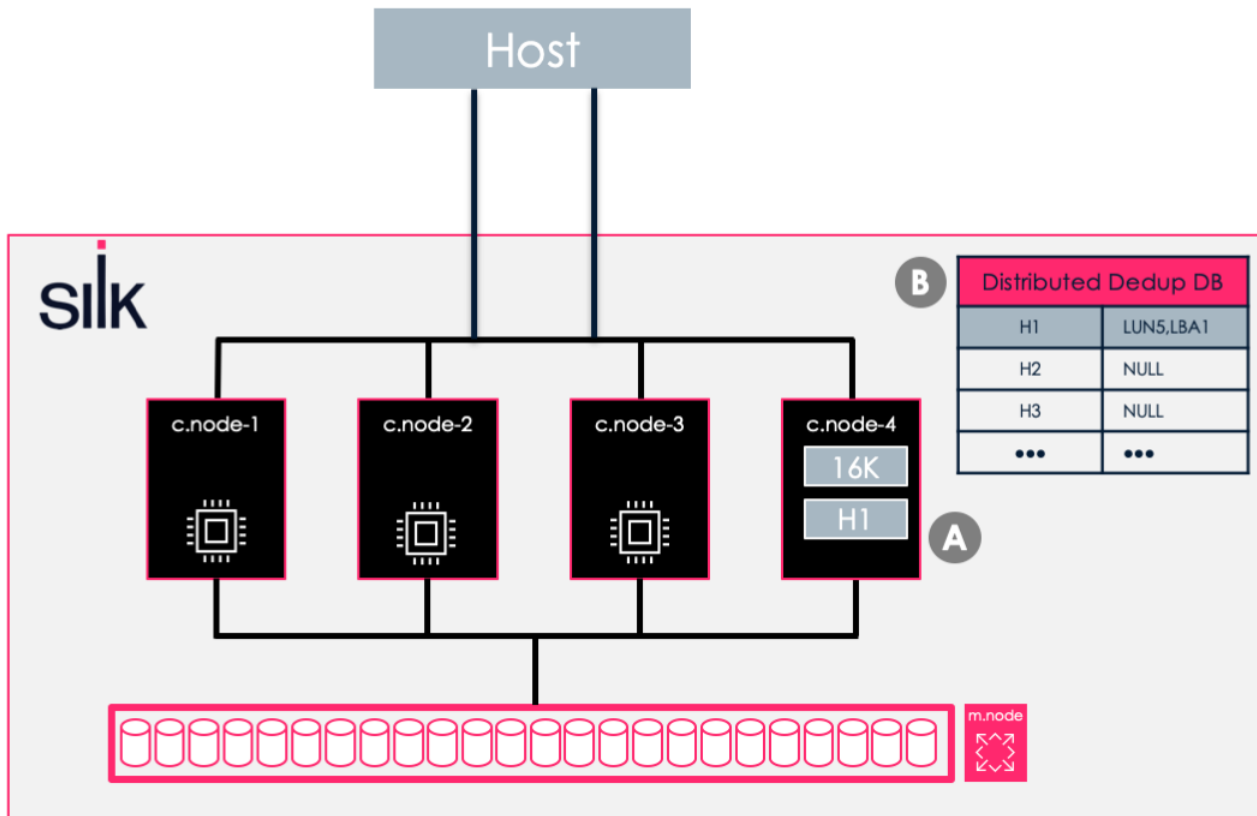 Host
silk
B
Distributed Dedup DB
H1 LUN5,LBA1
H2 NULL
H3 NULL
••• •••
c.node-1 c.node-2 c.node-3 c.node-4
16K
H1
A
m.node